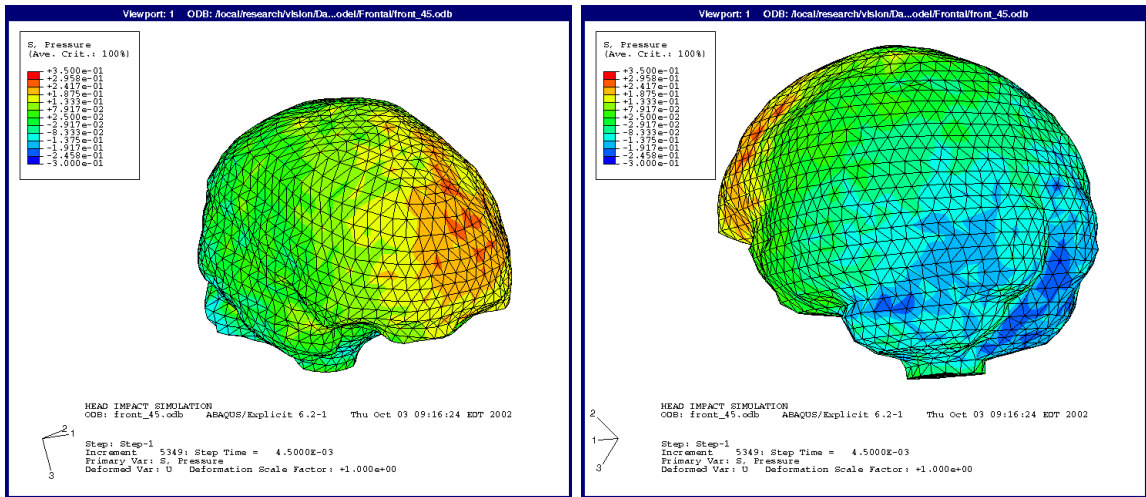 Viewport: 1 ODB: /local/research/vision/Da...odel/Frontal/front_45.odb
S, Pressure
(Ave. Crit.: 100%)
+3.500e-01
+2.958e-01
+2.417e-01
+1.875e-01
+1.333e-01
+7.917e-02
+2.500e-02
-2.917e-02
-8.333e-02
-1.375e-01
-1.917e-01
-2.458e-01
-3.000e-01
2
1
3
HEAD IMPACT SIMULATION
ODB: front_45.odb ABAQUS/Explicit 6.2-1 Thu Oct 03 09:16:24 EDT 2002
Step: Step-1
Increment 5349: Step Time = 4.5000E-03
Primary Var: S, Pressure
Deformed Var: U Deformation Scale Factor: +1.000e+00
Viewport: 1 ODB: /local/research/vision/Da...odel/Frontal/front_45.odb
S, Pressure
(Ave. Crit.: 100%)
+3.500e-01
+2.958e-01
+2.417e-01
+1.875e-01
+1.333e-01
+7.917e-02
+2.500e-02
-2.917e-02
-8.333e-02
-1.375e-01
-1.917e-01
-2.458e-01
-3.000e-01
2
1
3
HEAD IMPACT SIMULATION
ODB: front_45.odb ABAQUS/Explicit 6.2-1 Thu Oct 03 09:16:24 EDT 2002
Step: Step-1
Increment 5349: Step Time = 4.5000E-03
Primary Var: S, Pressure
Deformed Var: U Deformation Scale Factor: +1.000e+00